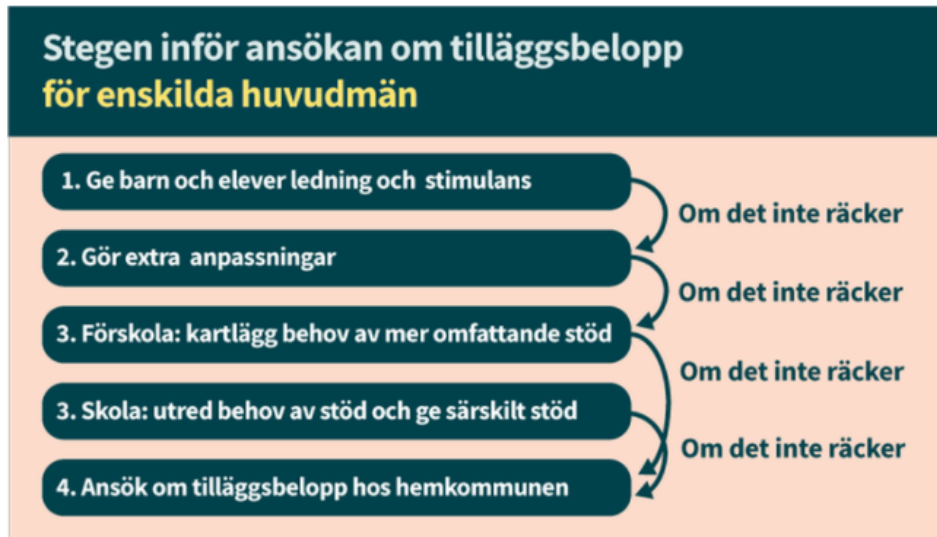 Stegen inför ansökan om tilläggsbelopp
för enskilda huvudmän
1. Ge barn och elever ledning och stimulans
Om det inte räcker
2. Gör extra anpassningar
Om det inte räcker
3. Förskola: kartlägg behov av mer omfattande stöd
Om det inte räcker
3. Skola: utred behov av stöd och ge särskilt stöd
Om det inte räcker
4. Ansök om tilläggsbelopp hos hemkommunen